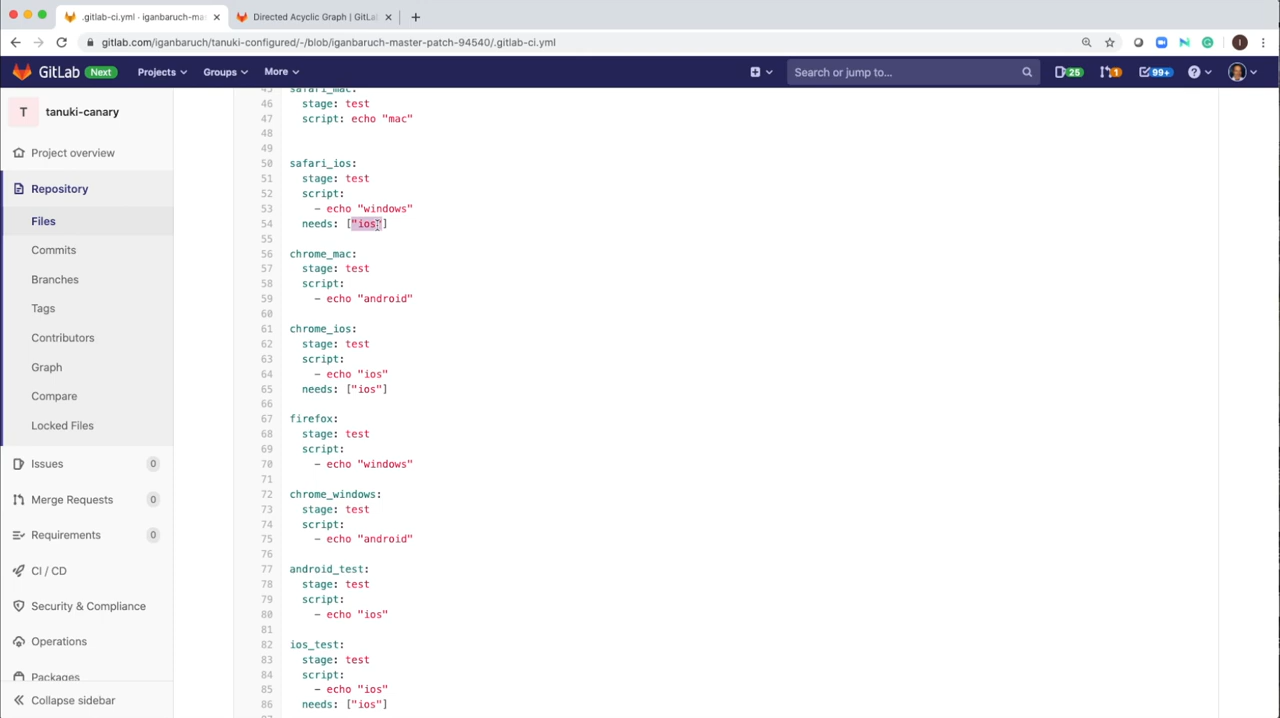 .gitlab-ci.yml · iganbaruch-mas
Directed Acyclic Graph | GitLa
gitlab.com/iganbaruch/tanuki-configured/-/blob/iganbaruch-master-patch-94540/.gitlab-ci.yml
GitLab Next Projects Groups More Search or jump to... 25 1 99+
T tanuki-canary
Project overview
Repository
Files
Commits
Branches
Tags
Contributors
Graph
Compare
Locked Files
Issues 0
Merge Requests 0
Requirements 0
CI / CD
Security & Compliance
Operations
Packages
Collapse sidebar
45 safari_mac:
46 stage: test
47 script: echo "mac"
48
49
50 safari_ios:
51 stage: test
52 script:
53 - echo "windows"
54 needs: ["ios"]
55
56 chrome_mac:
57 stage: test
58 script:
59 - echo "android"
60
61 chrome_ios:
62 stage: test
63 script:
64 - echo "ios"
65 needs: ["ios"]
66
67 firefox:
68 stage: test
69 script:
70 - echo "windows"
71
72 chrome_windows:
73 stage: test
74 script:
75 - echo "android"
76
77 android_test:
78 stage: test
79 script:
80 - echo "ios"
81
82 ios_test:
83 stage: test
84 script:
85 - echo "ios"
86 needs: ["ios"]